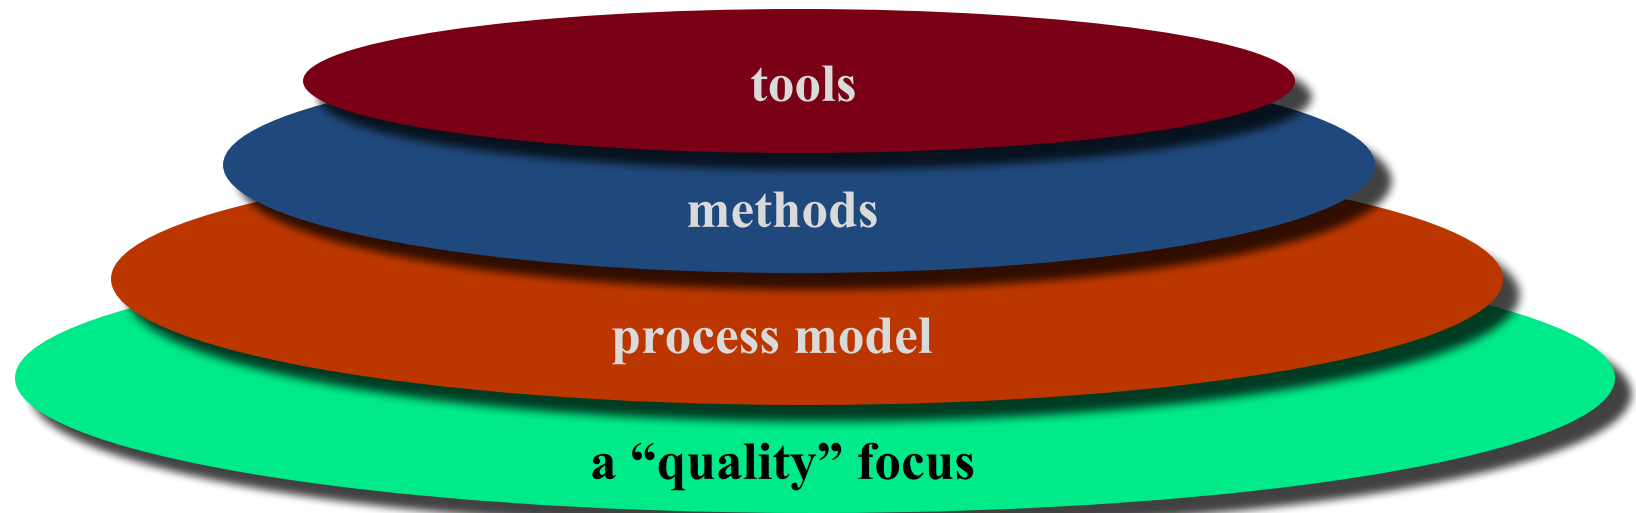 tools
methods
process model
a “quality” focus